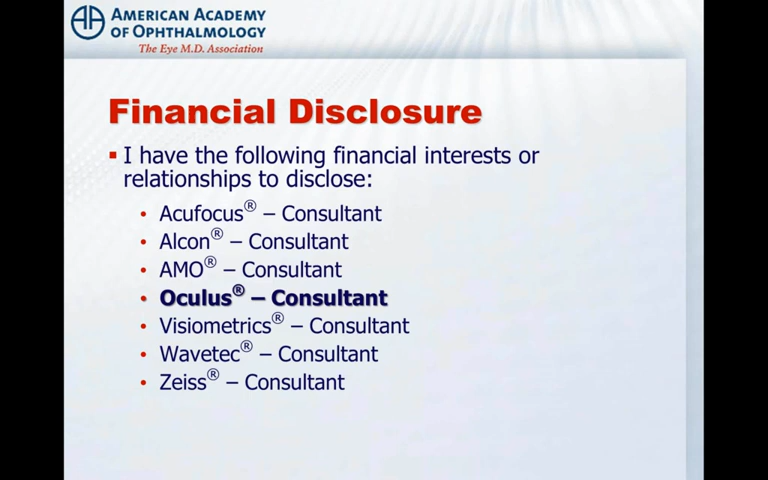 AMERICAN ACADEMY
OF OPHTHALMOLOGY
The Eye M.D. Association
Financial Disclosure
▪ I have the following financial interests or
relationships to disclose:
• Acufocus® – Consultant
• Alcon® – Consultant
• AMO® – Consultant
• Oculus® – Consultant
• Visiometrics® – Consultant
• Wavetec® – Consultant
• Zeiss® – Consultant